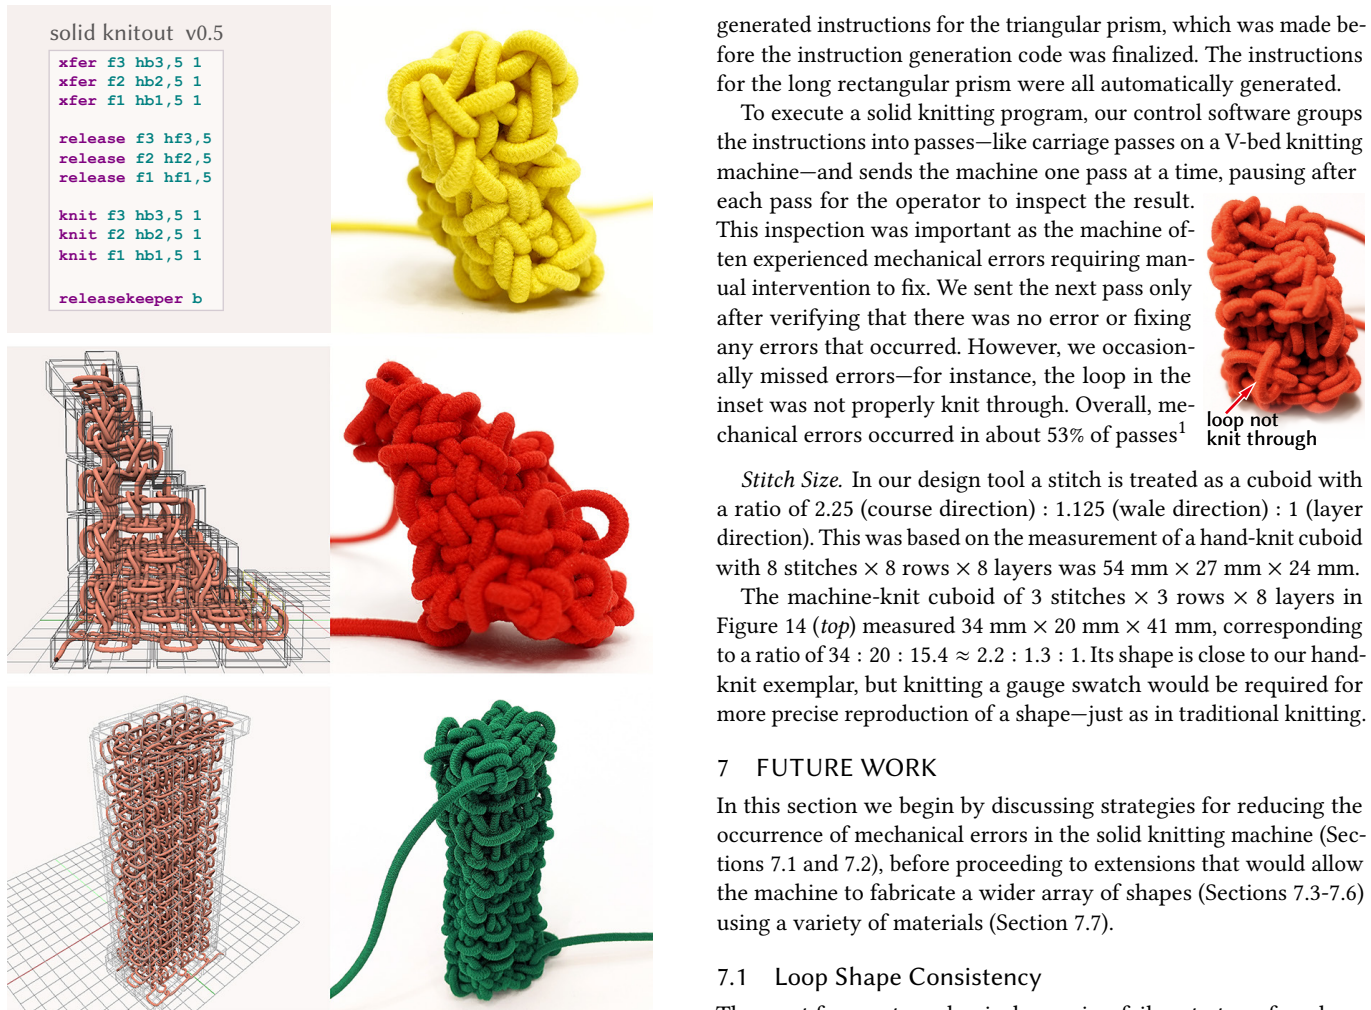 solid knitout v0.5
xfer f3 hb3,5 1
xfer f2 hb2,5 1
xfer f1 hb1,5 1
release f3 hf3,5
release f2 hf2,5
release f1 hf1,5
knit f3 hb3,5 1
knit f2 hb2,5 1
knit f1 hb1,5 1
releasekeeper b
generated instructions for the triangular prism, which was made be-
fore the instruction generation code was finalized. The instructions
for the long rectangular prism were all automatically generated.
To execute a solid knitting program, our control software groups
the instructions into passes—like carriage passes on a V-bed knitting
machine—and sends the machine one pass at a time, pausing after
each pass for the operator to inspect the result.
This inspection was important as the machine of-
ten experienced mechanical errors requiring man-
ual intervention to fix. We sent the next pass only
after verifying that there was no error or fixing
any errors that occurred. However, we occasion-
ally missed errors—for instance, the loop in the
inset was not properly knit through. Overall, me-
chanical errors occurred in about 53% of passes¹
loop not
knit through
Stitch Size. In our design tool a stitch is treated as a cuboid with
a ratio of 2.25 (course direction) : 1.125 (wale direction) : 1 (layer
direction). This was based on the measurement of a hand-knit cuboid
with 8 stitches × 8 rows × 8 layers was 54 mm × 27 mm × 24 mm.
The machine-knit cuboid of 3 stitches × 3 rows × 8 layers in
Figure 14 (top) measured 34 mm × 20 mm × 41 mm, corresponding
to a ratio of 34 : 20 : 15.4 ≈ 2.2 : 1.3 : 1. Its shape is close to our hand-
knit exemplar, but knitting a gauge swatch would be required for
more precise reproduction of a shape—just as in traditional knitting.
7 FUTURE WORK
In this section we begin by discussing strategies for reducing the
occurrence of mechanical errors in the solid knitting machine (Sec-
tions 7.1 and 7.2), before proceeding to extensions that would allow
the machine to fabricate a wider array of shapes (Sections 7.3-7.6)
using a variety of materials (Section 7.7).
7.1 Loop Shape Consistency